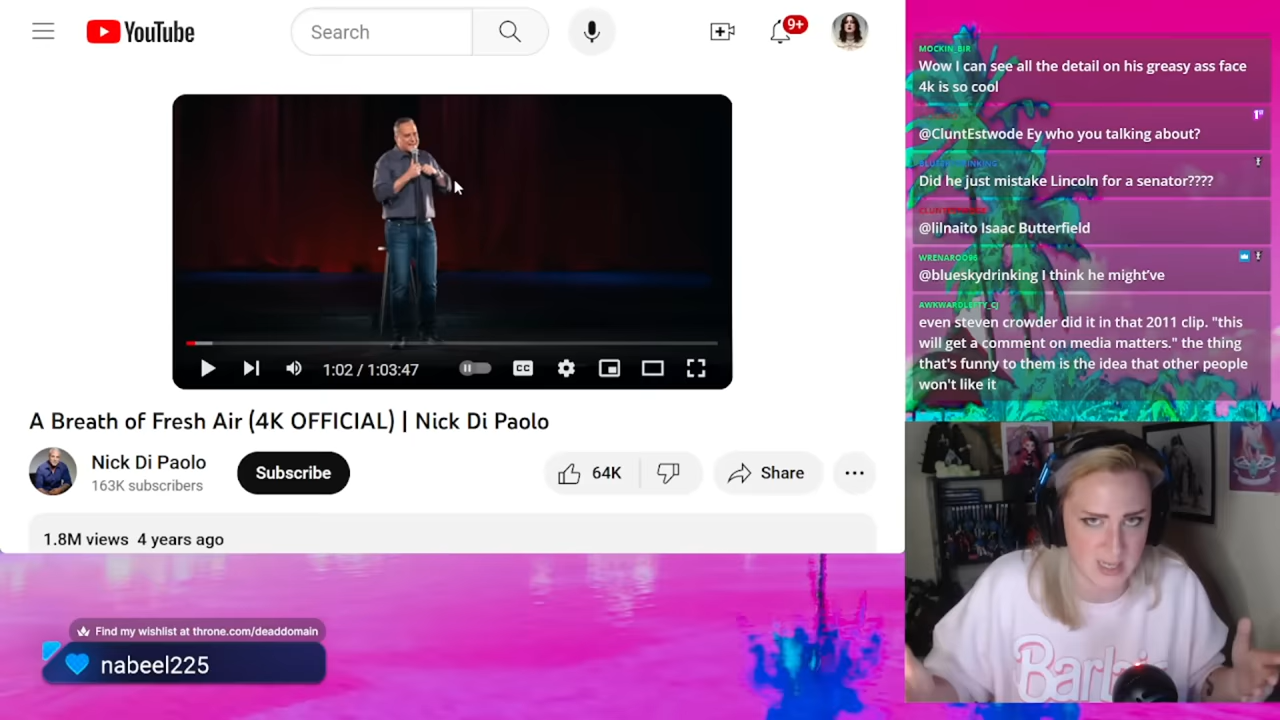 YouTube
Search
9+
CC
1:02 / 1:03:47
A Breath of Fresh Air (4K OFFICIAL) | Nick Di Paolo
Nick Di Paolo
163K subscribers
Subscribe
64K
Share
1.8M views 4 years ago
Find my wishlist at throne.com/deaddomain
nabeel225
MOCKIN_BIR
Wow I can see all the detail on his greasy ass face
4k is so cool
@CluntEstwode Ey who you talking about?
Did he just mistake Lincoln for a senator????
@lilnaito Isaac Butterfield
WRENAROO96
@blueskydrinking I think he might've
AWKWARDLEFTY_CJ
even steven crowder did it in that 2011 clip. "this
will get a comment on media matters." the thing
that's funny to them is the idea that other people
won't like it